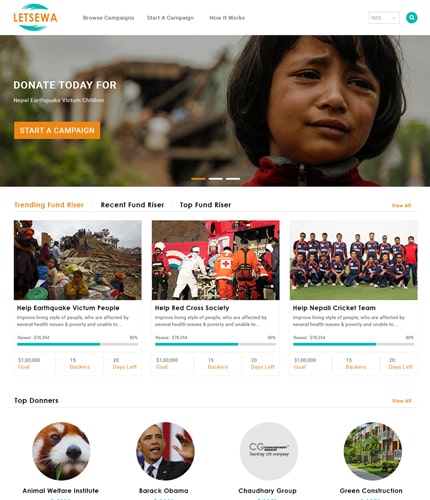 LETSEWA
Browse Campaigns
Start A Campaign
How It Works
DONATE TODAY FOR
Nepal Earthquake Victum Children
START A CAMPAIGN
Trending Fund Riser
Recent Fund Riser
Top Fund Riser
View All
Help Earthquake Victum People
Improve lining style of people, who are affected by
several health issues & poverty and unable to....
Raised : $78,354 80%
$1,00,000 15 20
Goal Backers Days Left
Help Red Cross Society
Improve lining style of people, who are affected by
several health issues & poverty and unable to....
Raised : $78,354 80%
$1,00,000 15 20
Goal Backers Days Left
Help Nepali Cricket Team
Improve lining style of people, who are affected by
several health issues & poverty and unable to....
Raised : $78,354 80%
$1,00,000 15 20
Goal Backers Days Left
Top Donners
View All
CG CHAUDHARY GROUP
Touching life everyday
Animal Welfare Institute
Barack Obama
Chaudhary Group
Green Construction